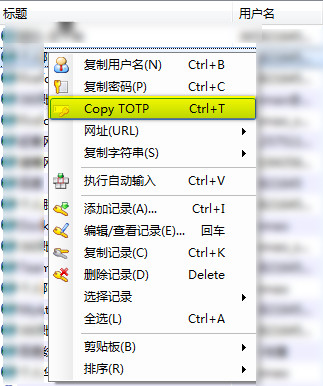 标题 用户名
复制用户名(N) Ctrl+B
复制密码(P) Ctrl+C
Copy TOTP Ctrl+T
网址(URL)
复制字符串(S)
执行自动输入 Ctrl+V
添加记录(A)... Ctrl+I
编辑/查看记录(E)... 回车
复制记录(C) Ctrl+K
删除记录(D) Delete
选择记录
全选(L) Ctrl+A
剪贴板(B)
排序(R)